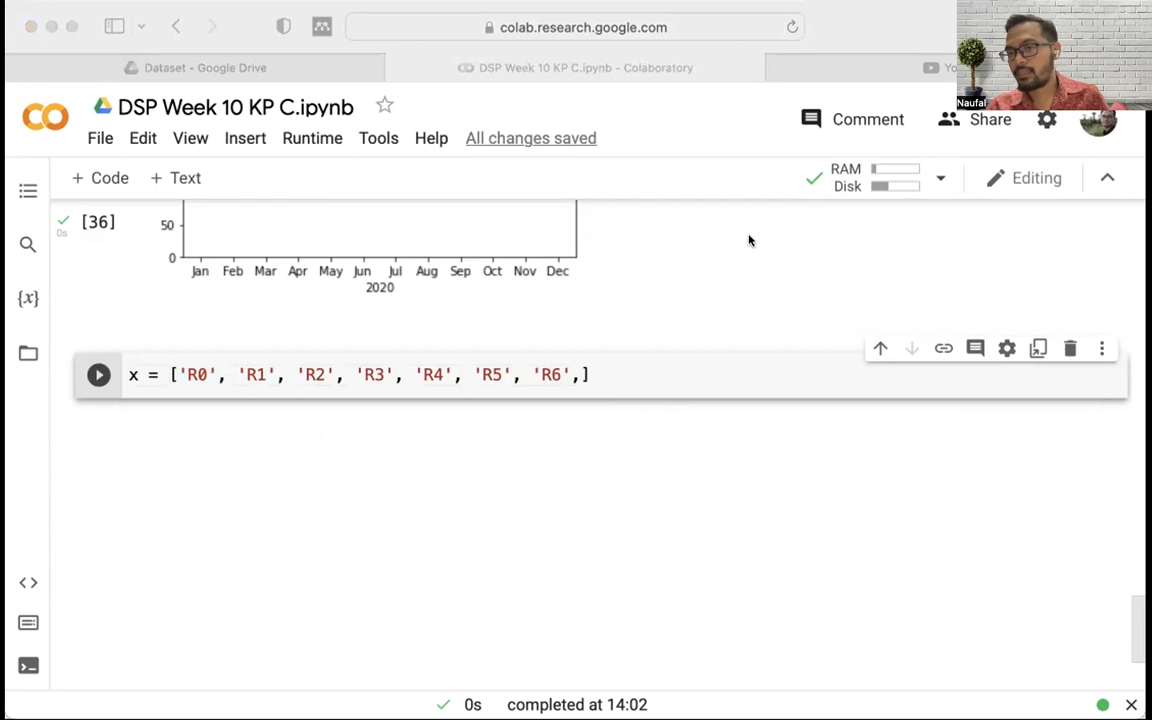 colab.research.google.com
Dataset - Google Drive
DSP Week 10 KP C.ipynb - Colaboratory
Naufal
DSP Week 10 KP C.ipynb
File Edit View Insert Runtime Tools Help All changes saved
Comment
Share
+ Code + Text
RAM
Disk
Editing
[36]
0s
50
0
Jan Feb Mar Apr May Jun Jul Aug Sep Oct Nov Dec
2020
{x}
x = ['R0', 'R1', 'R2', 'R3', 'R4', 'R5', 'R6',]
0s completed at 14:02